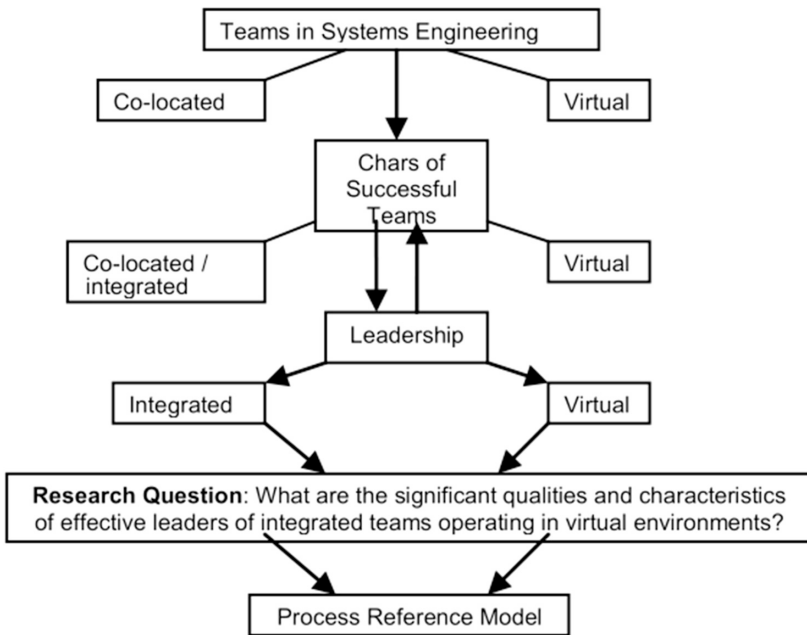 Teams in Systems Engineering
Co-located
Virtual
Chars of
Successful
Teams
Co-located /
integrated
Virtual
Leadership
Integrated
Virtual
Research Question: What are the significant qualities and characteristics
of effective leaders of integrated teams operating in virtual environments?
Process Reference Model